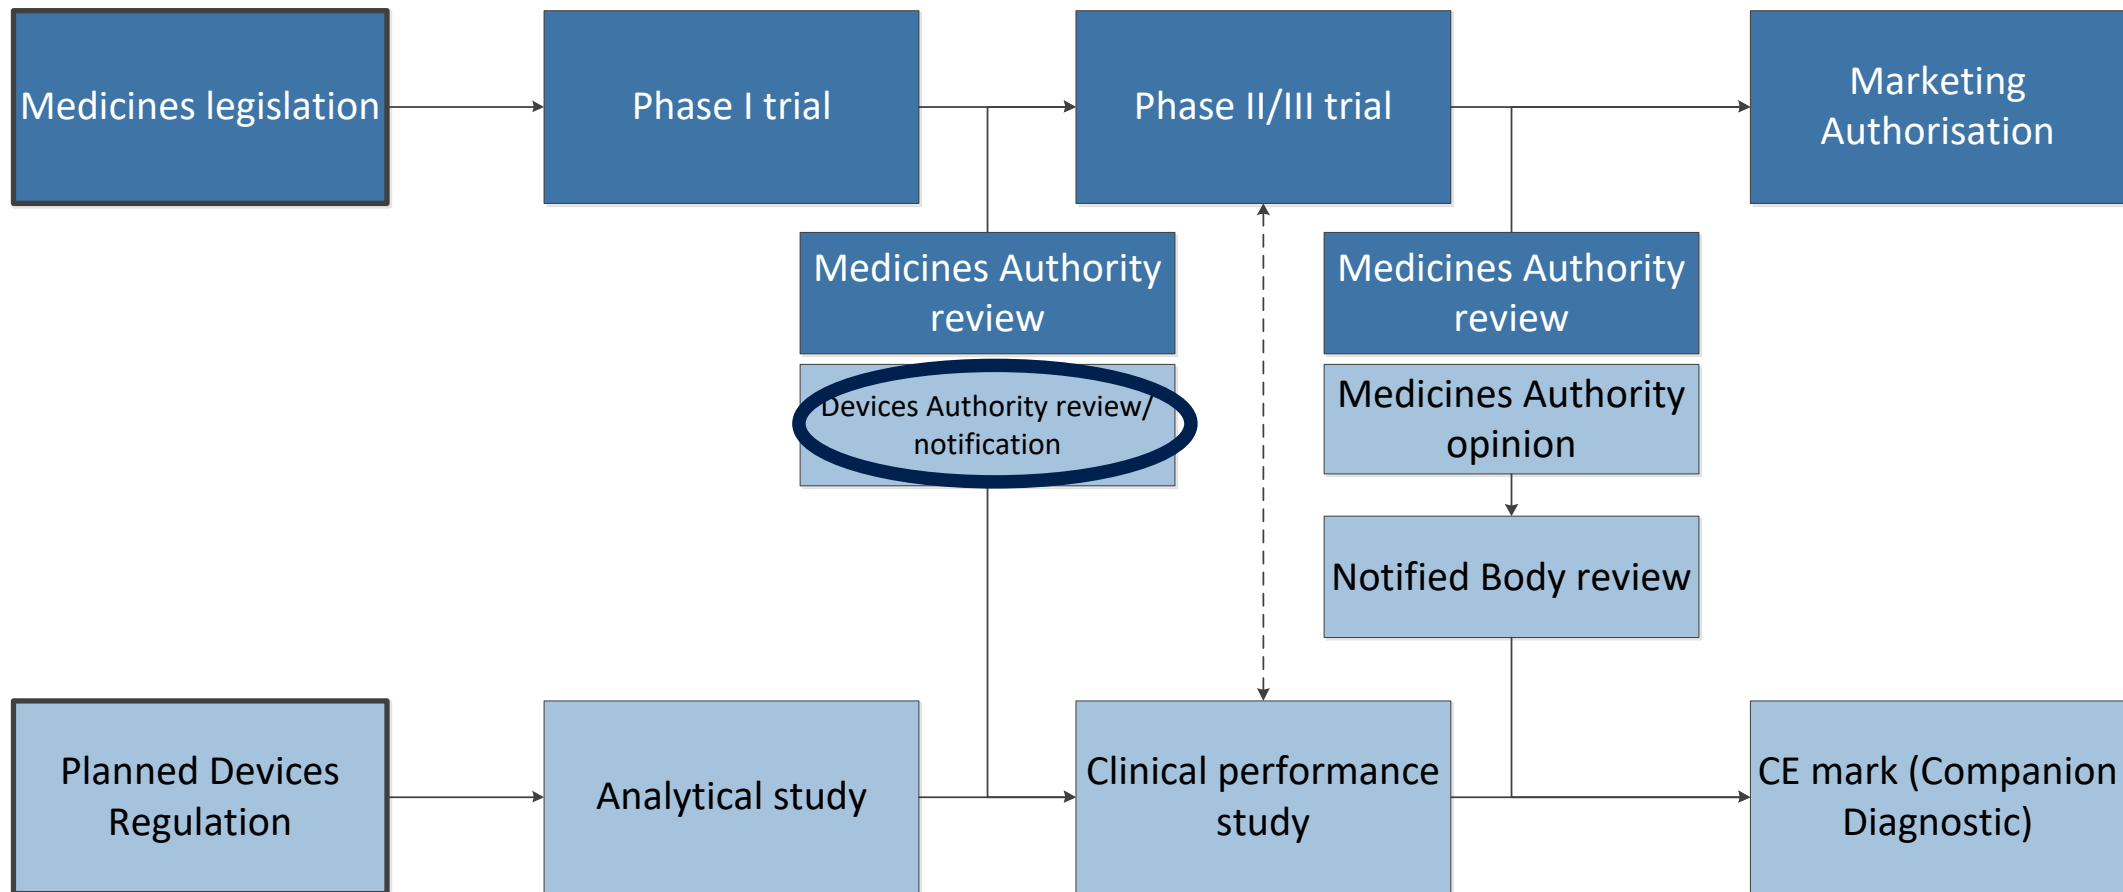 Medicines legislation
Phase I trial
Phase II/III trial
Marketing
Authorisation
Medicines Authority
review
Medicines Authority
review
Devices Authority review/
notification
Medicines Authority
opinion
Notified Body review
Planned Devices
Regulation
Analytical study
Clinical performance
study
CE mark (Companion
Diagnostic)